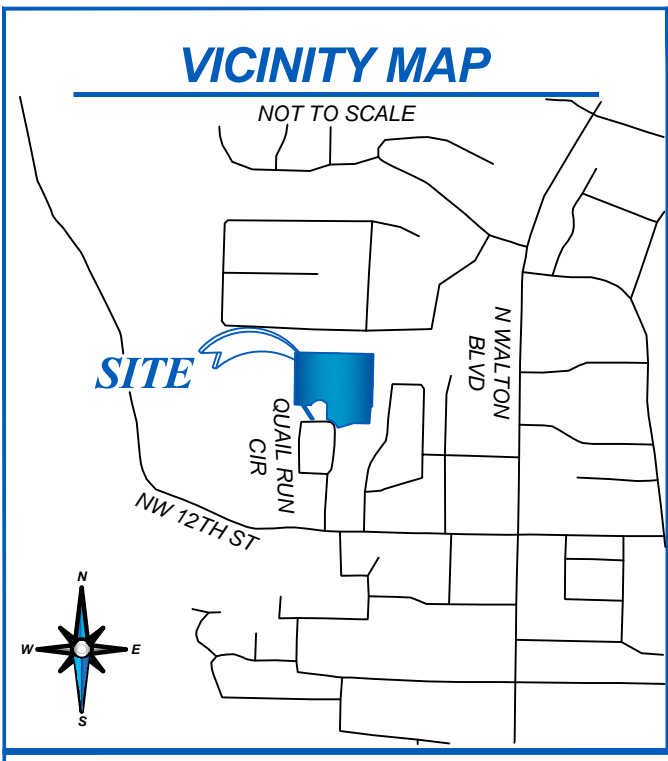 VICINITY MAP
NOT TO SCALE
N WALTON
BLVD
SITE
QUAIL RUN
CIR
NW 12TH ST
N
W
E
S